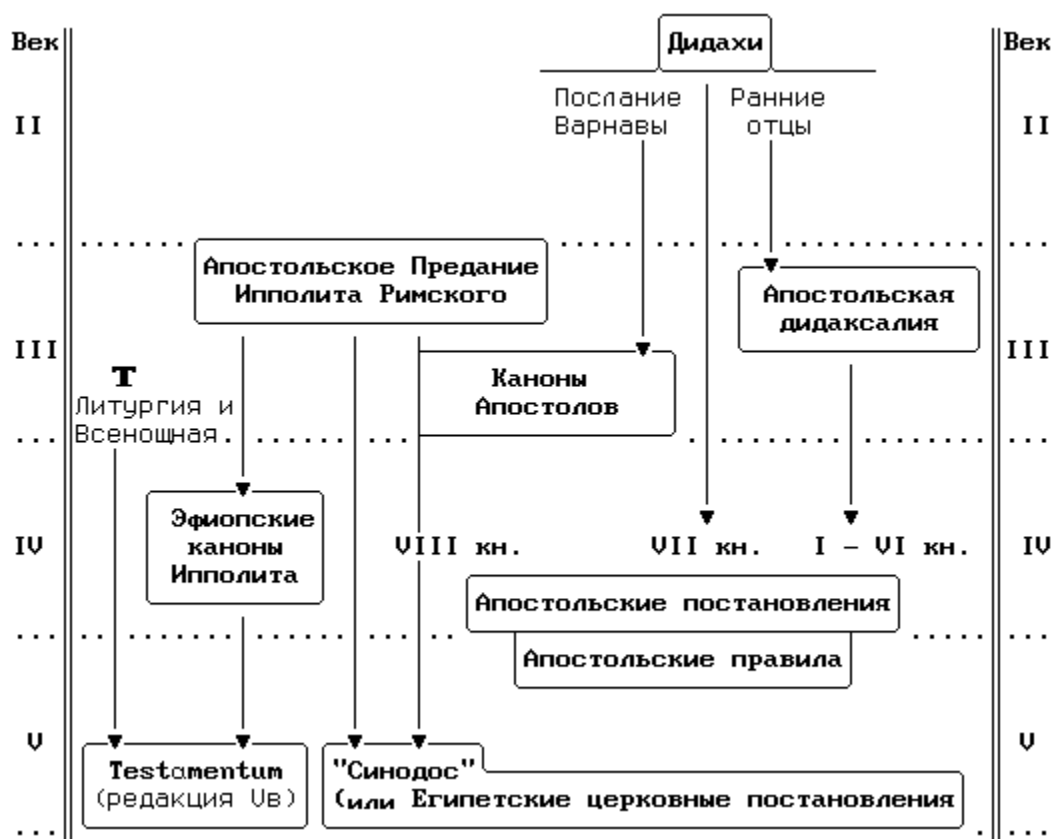 Век
Дидахи
Век
Послание
Варнавы
Ранние
отцы
II
II
Апостольское Предание
Ипполита Римского
Апостольская
дидаксалия
III
III
Каноны
Апостолов
T
Литургия и
Всенощная
Эфиопские
каноны
Ипполита
IV
VIII кн.
VII кн.
I - VI кн.
IV
Апостольские постановления
Апостольские правила
V
V
Testamentum
(редакция Vв)
"Синодос"
(или Египетские церковные постановления